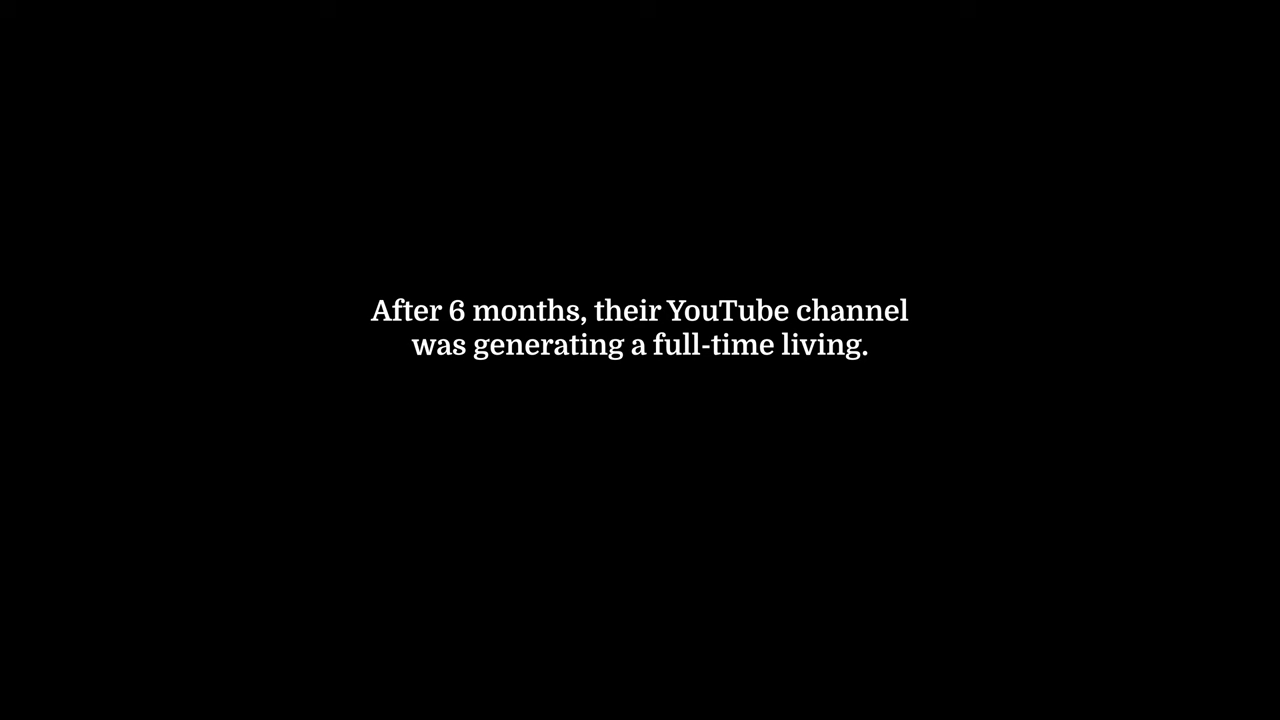 After 6 months, their YouTube channel
was generating a full-time living.